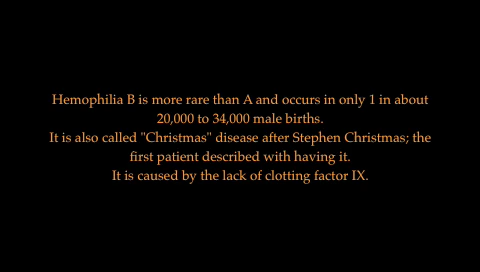 Hemophilia B is more rare than A and occurs in only 1 in about
20,000 to 34,000 male births.
It is also called "Christmas" disease after Stephen Christmas; the
first patient described with having it.
It is caused by the lack of clotting factor IX.